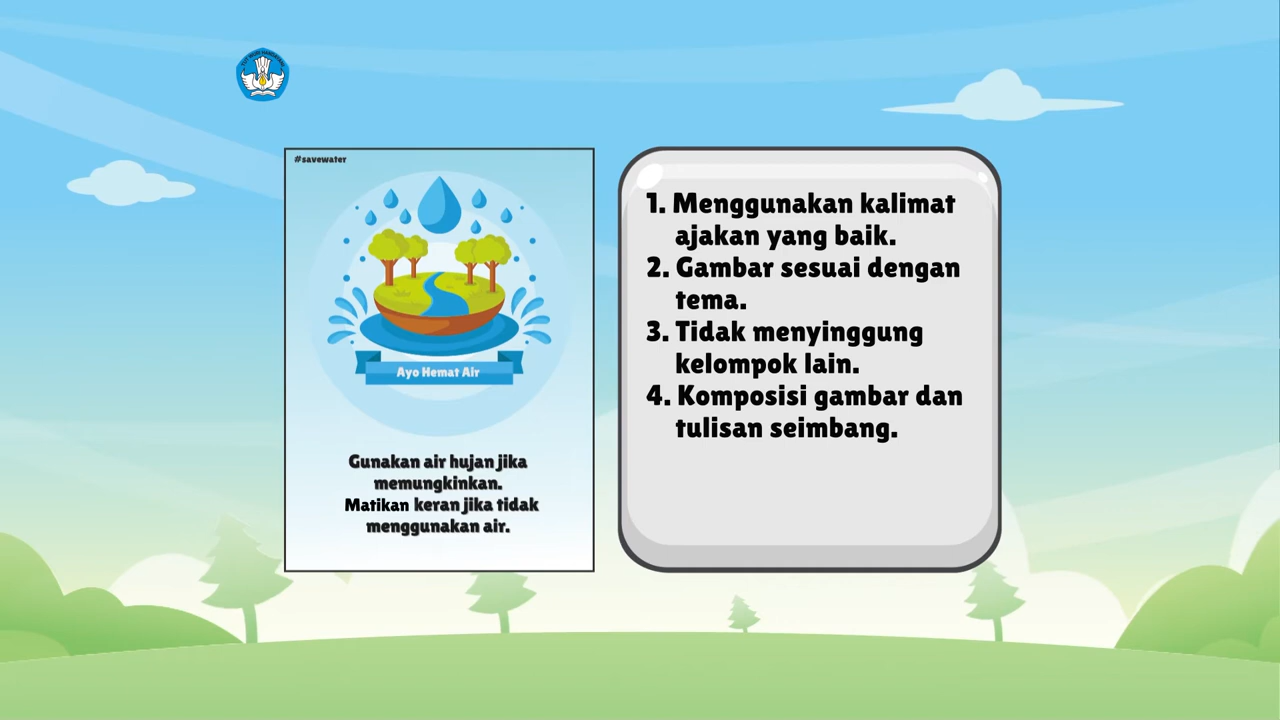 #savewater
Ayo Hemat Air
Gunakan air hujan jika
memungkinkan.
Matikan keran jika tidak
menggunakan air.
1. Menggunakan kalimat
ajakan yang baik.
2. Gambar sesuai dengan
tema.
3. Tidak menyinggung
kelompok lain.
4. Komposisi gambar dan
tulisan seimbang.